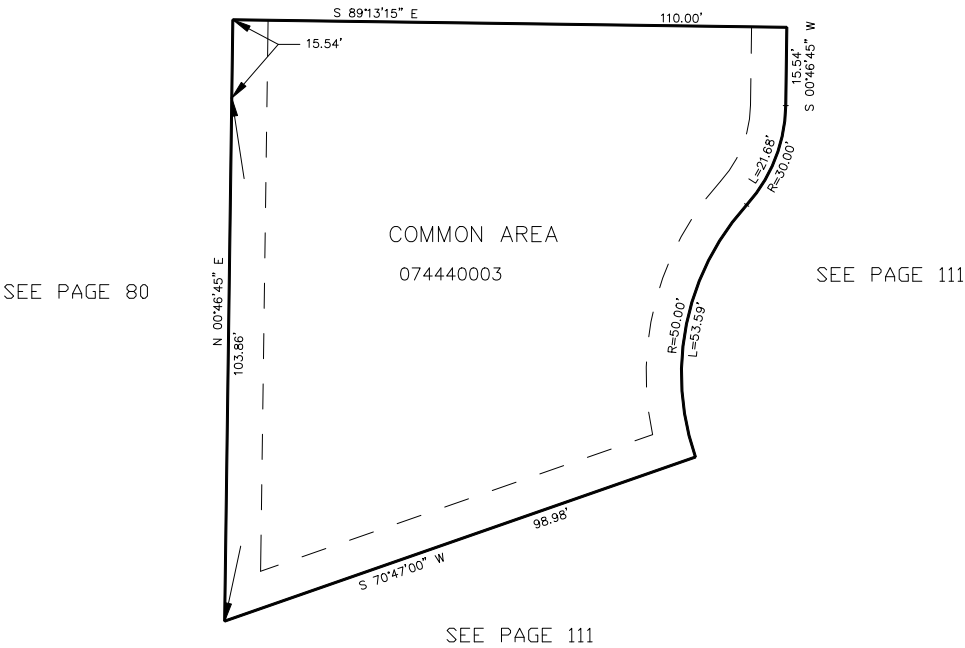 S 89°13'15" E
110.00'
15.54'
15.54'
S 00°46'45" W
L=21.68'
R=30.00'
COMMON AREA
074440003
SEE PAGE 80
N 00°46'45" E
103.86'
SEE PAGE 111
R=50.00'
L=53.59'
98.98'
S 70°47'00" W
SEE PAGE 111